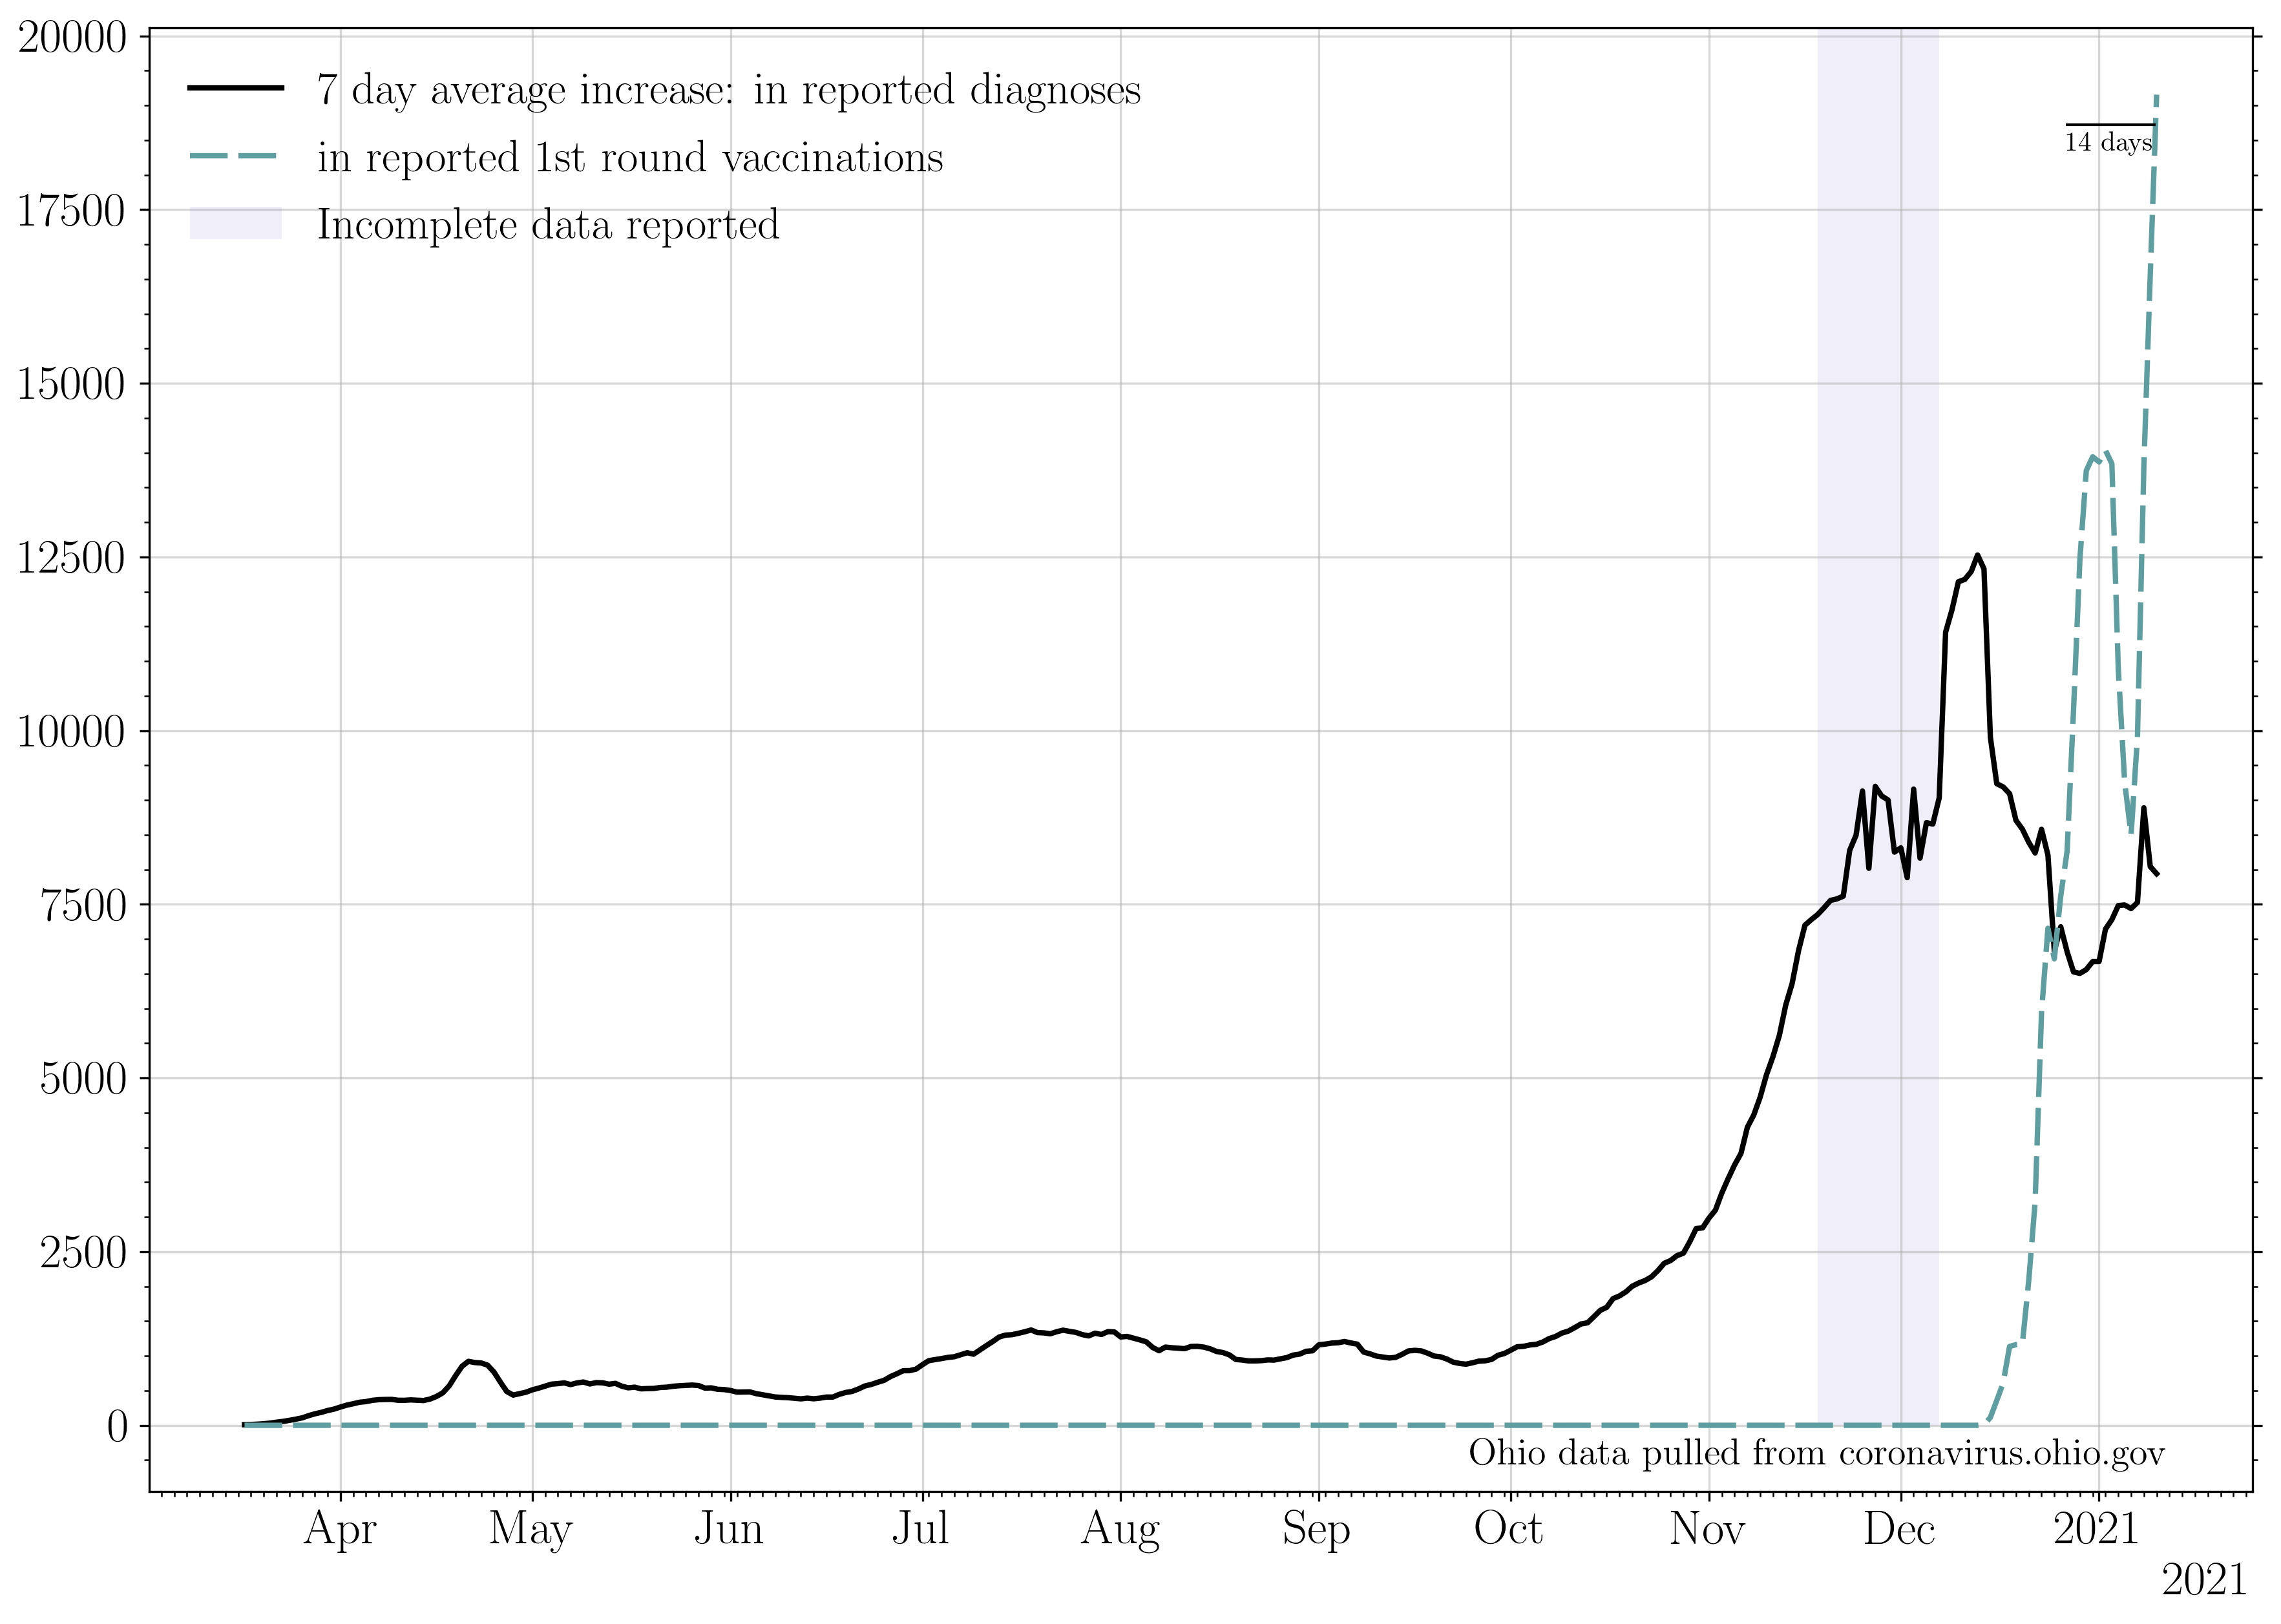 20000
17500
15000
12500
10000
7500
5000
2500
0
7 day average increase: in reported diagnoses
in reported 1st round vaccinations
Incomplete data reported
14 days
Ohio data pulled from coronavirus.ohio.gov
Apr May Jun Jul Aug Sep Oct Nov Dec 2021
2021